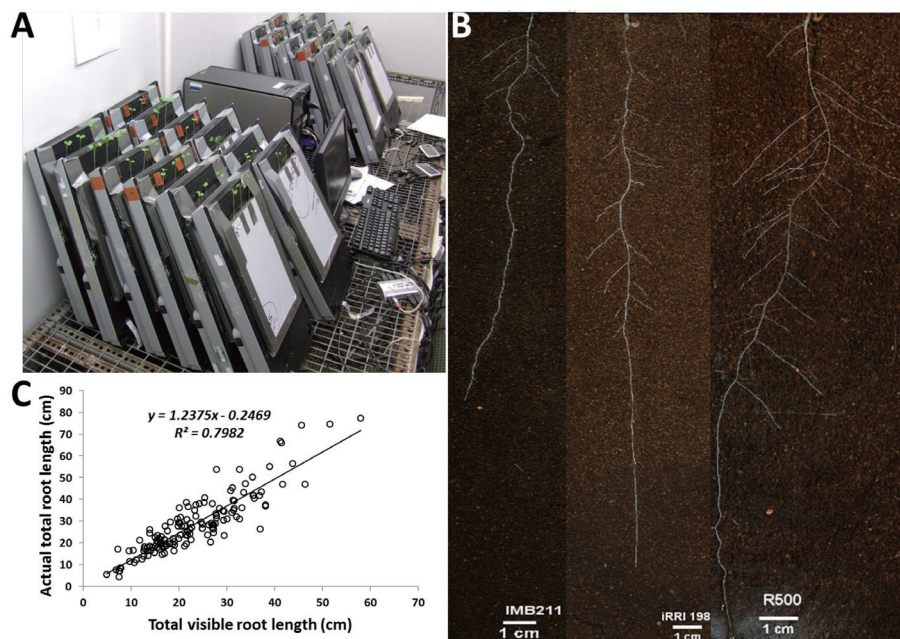 A
B
IMB211
1 cm
iRRI 198
1 cm
R500
1 cm
C
Actual total root length (cm)
90
80
70
60
50
40
30
20
10
0
y = 1.2375x - 0.2469
R² = 0.7982
0 10 20 30 40 50 60 70
Total visible root length (cm)